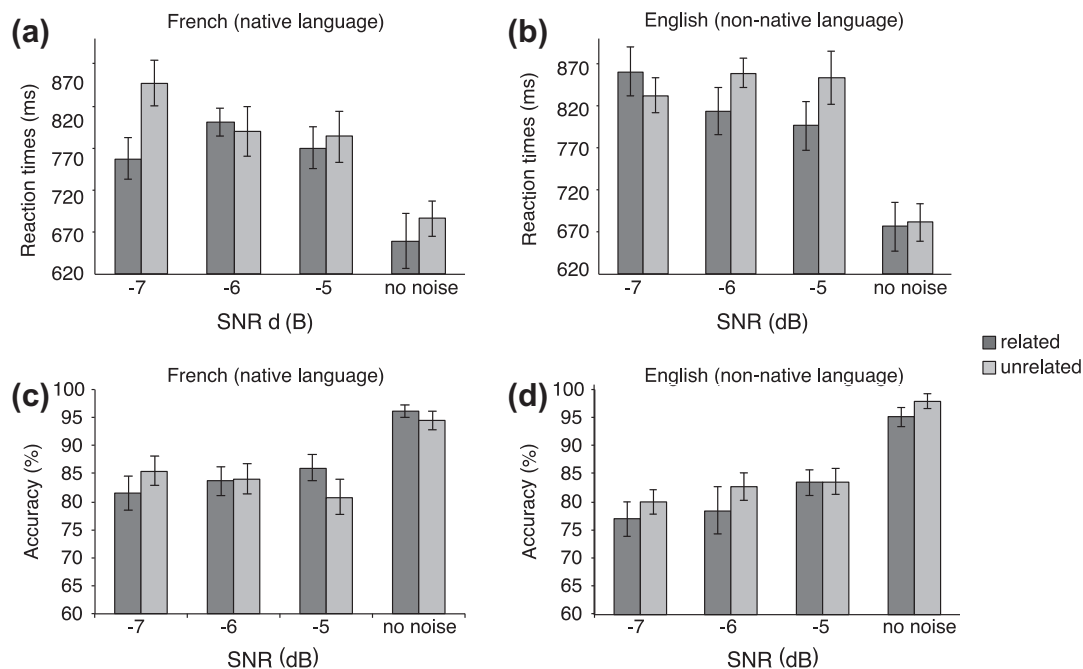 (a)
French (native language)
Reaction times (ms)
870
820
770
720
670
620
-7
-6
-5
no noise
SNR d (B)
(b)
English (non-native language)
Reaction times (ms)
870
820
770
720
670
620
-7
-6
-5
no noise
SNR (dB)
related
unrelated
(c)
French (native language)
Accuracy (%)
100
95
90
85
80
75
70
65
60
-7
-6
-5
no noise
SNR (dB)
(d)
English (non-native language)
Accuracy (%)
100
95
90
85
80
75
70
65
60
-7
-6
-5
no noise
SNR (dB)